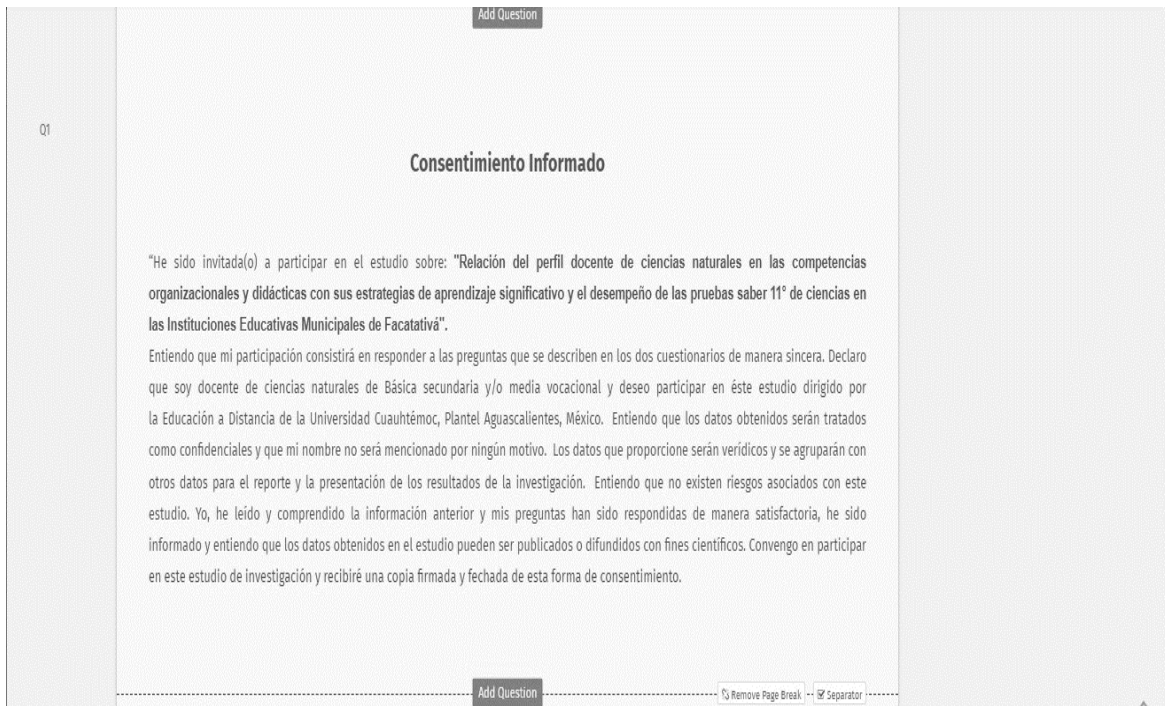 Add Question
Q1
Consentimiento Informado
“He sido invitada(o) a participar en el estudio sobre: "Relación del perfil docente de ciencias naturales en las competencias
organizacionales y didácticas con sus estrategias de aprendizaje significativo y el desempeño de las pruebas saber 11° de ciencias en
las Instituciones Educativas Municipales de Facatativá".
Entiendo que mi participación consistirá en responder a las preguntas que se describen en los dos cuestionarios de manera sincera. Declaro
que soy docente de ciencias naturales de Básica secundaria y/o media vocacional y deseo participar en éste estudio dirigido por
la Educación a Distancia de la Universidad Cuauhtémoc, Plantel Aguascalientes, México. Entiendo que los datos obtenidos serán tratados
como confidenciales y que mi nombre no será mencionado por ningún motivo. Los datos que proporcione serán verídicos y se agruparán con
otros datos para el reporte y la presentación de los resultados de la investigación. Entiendo que no existen riesgos asociados con este
estudio. Yo, he leido y comprendido la información anterior y mis preguntas han sido respondidas de manera satisfactoria, he sido
informado y entiendo que los datos obtenidos en el estudio pueden ser publicados o difundidos con fines científicos. Convengo en participar
en este estudio de investigación y recibiré una copia firmada y fechada de esta forma de consentimiento.
Add Question Remove Page Break Separator